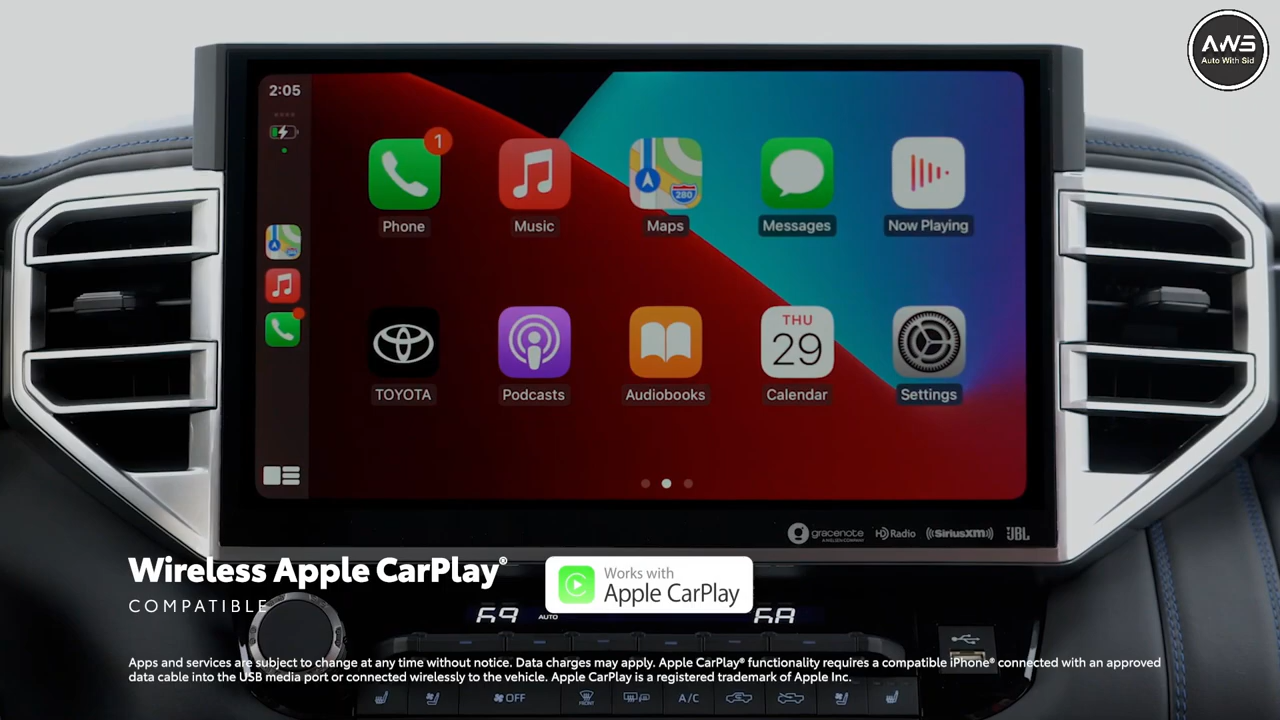 AWS
Auto With Sid
2:05
1
280
Phone
Music
Maps
Messages
Now Playing
TOYOTA
Podcasts
Audiobooks
THU
29
Calendar
Settings
gracenote
HD Radio
SiriusXM
JBL
Wireless Apple CarPlay®
COMPATIBLE
Works with
Apple CarPlay
69
AUTO
68
Apps and services are subject to change at any time without notice. Data charges may apply. Apple CarPlay® functionality requires a compatible iPhone® connected with an approved
data cable into the USB media port or connected wirelessly to the vehicle. Apple CarPlay is a registered trademark of Apple Inc.
OFF
FRONT
A/C